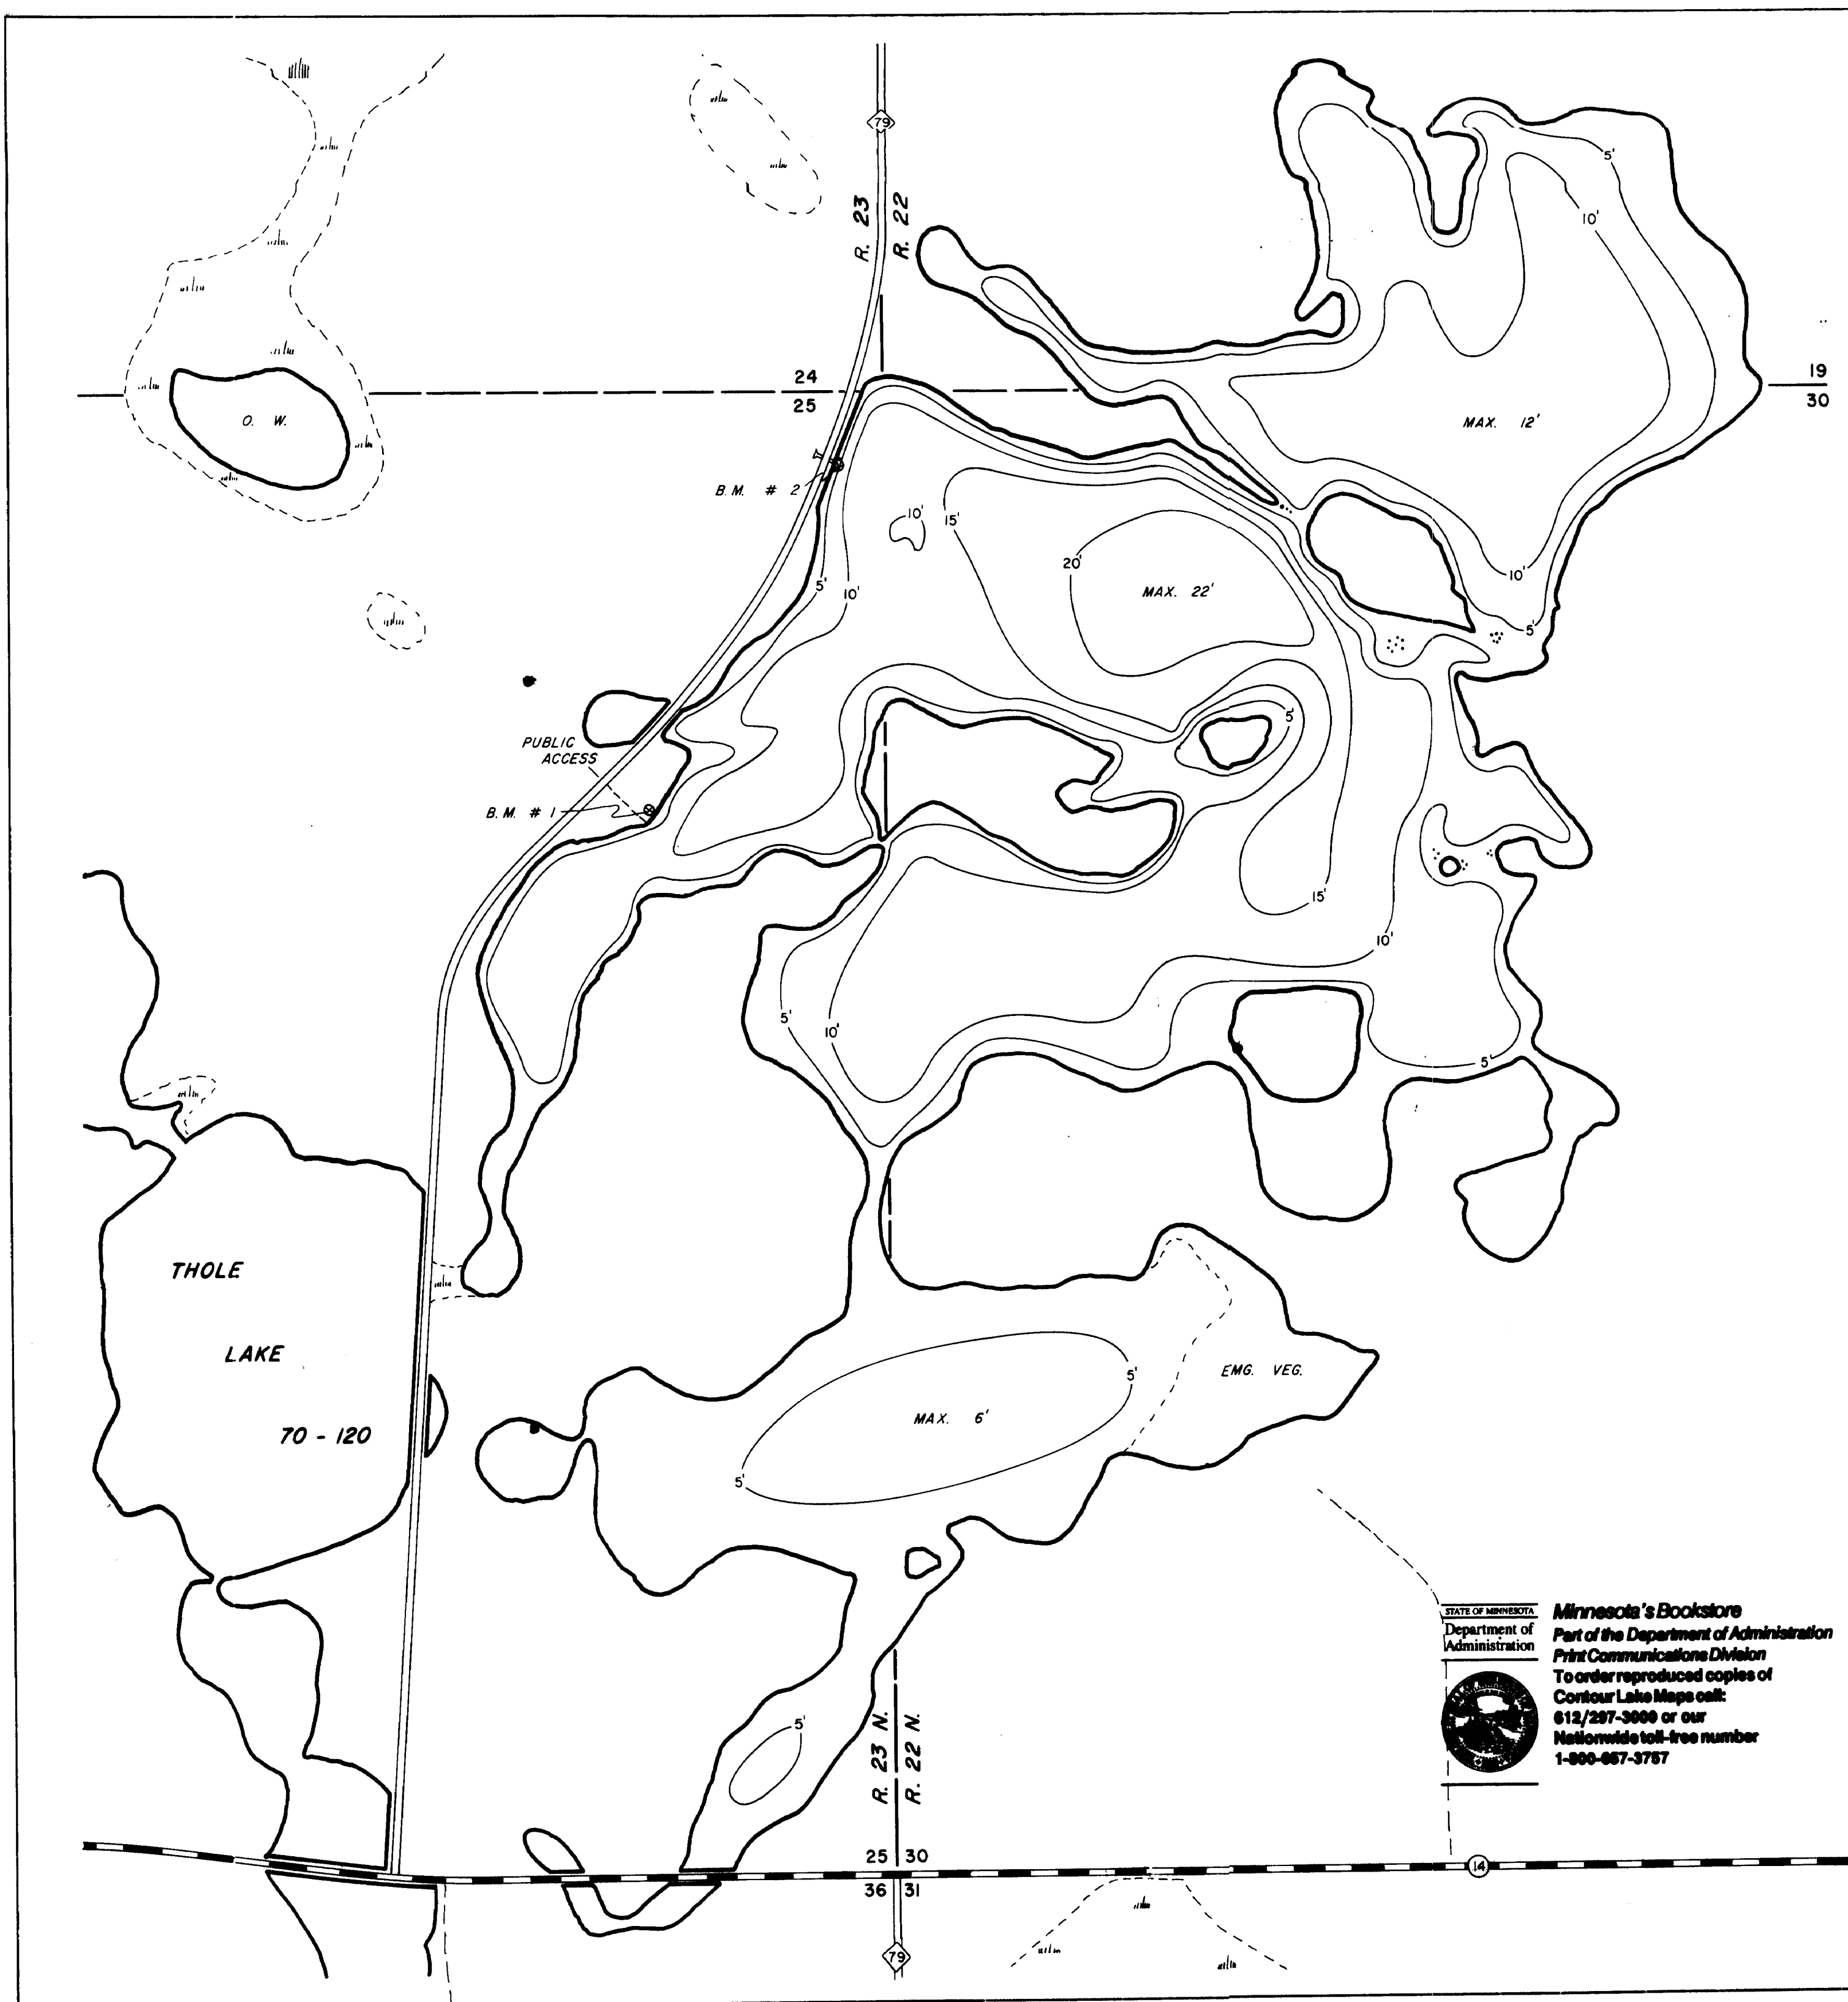 79
R. 23
R. 22
5'
10'
24
25
19
30
O. W.
MAX. 12'
B. M. # 2
10'
15'
20'
MAX. 22'
5'
10'
10'
5'
5'
PUBLIC
ACCESS
B. M. # 1
15'
10'
5'
10'
5'
THOLE
LAKE
70 - 120
EMG. VEG.
5'
MAX. 6'
5'
STATE OF MINNESOTA
Department of
Administration
Minnesota's Bookstore
Part of the Department of Administration
Print Communications Division
To order reproduced copies of
Contour Lake Maps call:
612/297-3000 or our
Nationwide toll-free number
1-800-657-3757
5'
R. 23 N.
R. 22 N.
25 30
36 31
14
79